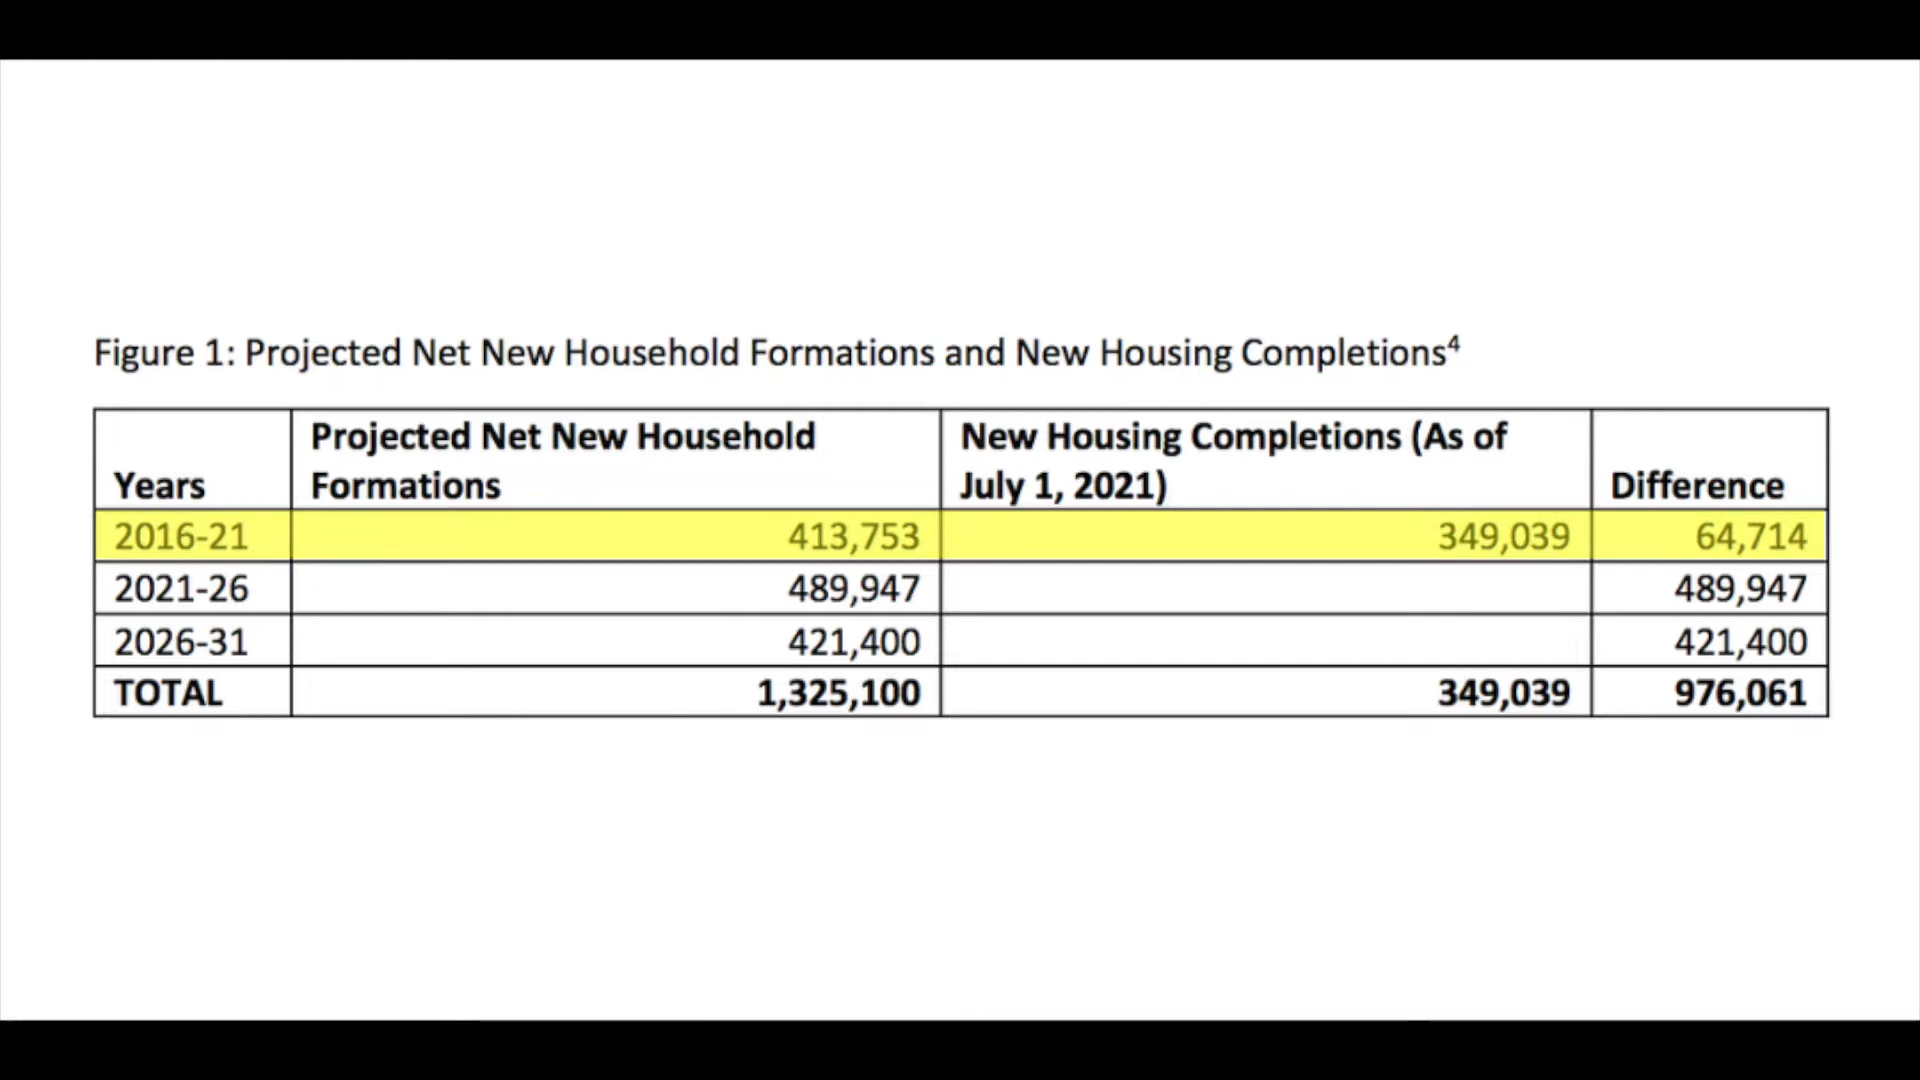 Figure 1: Projected Net New Household Formations and New Housing Completions⁴
Projected Net New Household New Housing Completions (As of
Years Formations July 1, 2021) Difference
2016-21 413,753 349,039 64,714
2021-26 489,947 489,947
2026-31 421,400 421,400
TOTAL 1,325,100 349,039 976,061